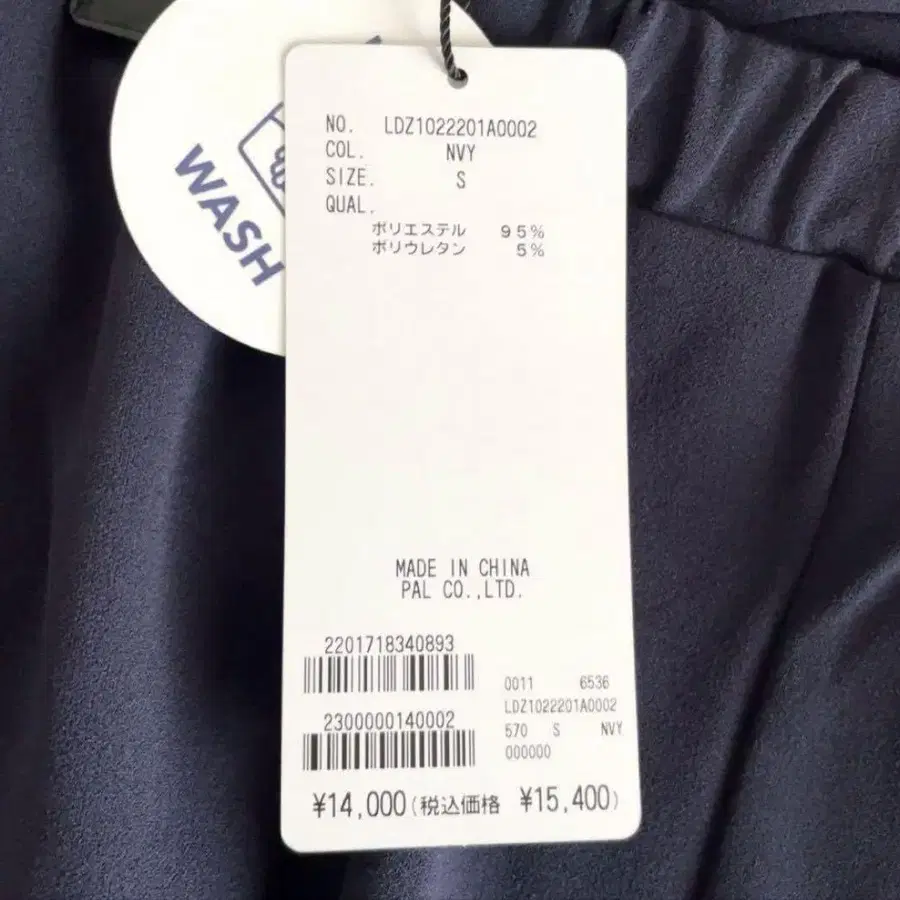 WASH
NO. LDZ1022201A0002
COL. NVY
SIZE. S
QUAL.
ポリエステル 95%
ポリウレタン 5%
MADE IN CHINA
PAL CO.,LTD.
2201718340893
2300000140002
0011 6536
LDZ1022201A0002
570 S NVY
000000
¥14,000(税込価格 ¥15,400)